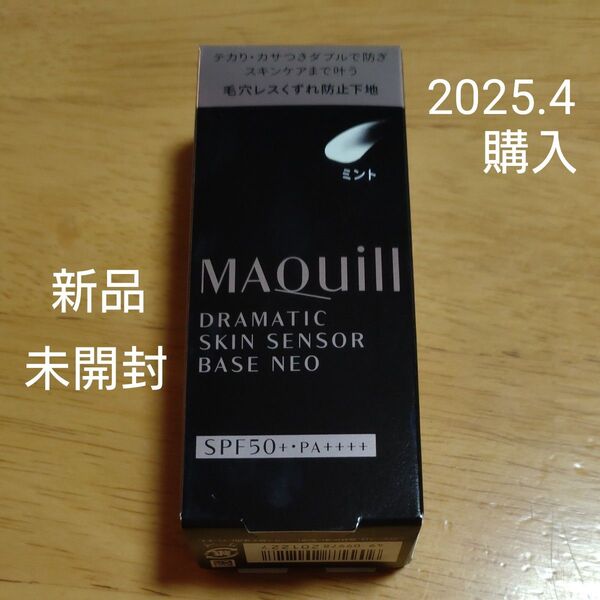 テカリ・カサつきダブルで防ぎ
スキンケアまで叶う
毛穴レスくずれ防止下地
2025.4
購入
ミント
MAQuill
DRAMATIC
SKIN SENSOR
BASE NEO
新品
未開封
SPF50+・PA++++